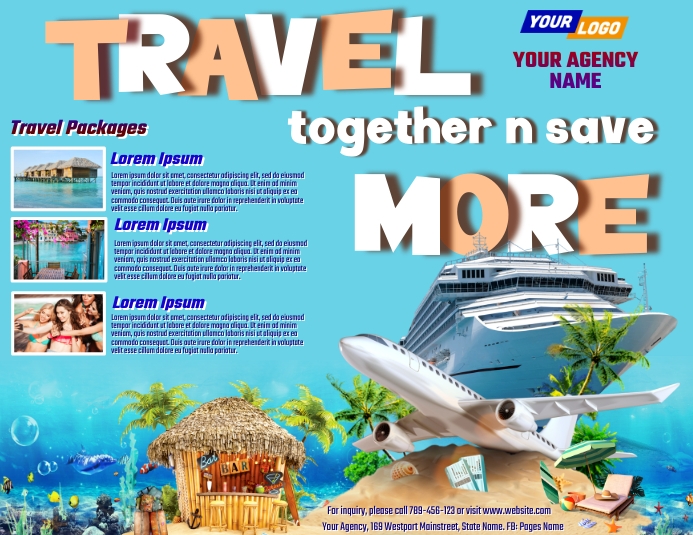 TRAVEL
together n save
MORE
YOUR LOGO
YOUR AGENCY
NAME
Travel Packages
Lorem Ipsum
Lorem ipsum dolor sit amet, consectetur adipiscing elit, sed do eiusmod
tempor incididunt ut labore et dolore magna aliqua. Ut enim ad minim
veniam, quis nostrud exercitation ullamco laboris nisi ut aliquip ex ea
commodo consequat. Duis aute irure dolor in reprehenderit in voluptate
velit esse cillum dolore eu fugiat nulla pariatur.
Lorem Ipsum
Lorem ipsum dolor sit amet, consectetur adipiscing elit, sed do eiusmod
tempor incididunt ut labore et dolore magna aliqua. Ut enim ad minim
veniam, quis nostrud exercitation ullamco laboris nisi ut aliquip ex ea
commodo consequat. Duis aute irure dolor in reprehenderit in voluptate
velit esse cillum dolore eu fugiat nulla pariatur.
Lorem Ipsum
Lorem ipsum dolor sit amet, consectetur adipiscing elit, sed do eiusmod
tempor incididunt ut labore et dolore magna aliqua. Ut enim ad minim
veniam, quis nostrud exercitation ullamco laboris nisi ut aliquip ex ea
commodo consequat. Duis aute irure dolor in reprehenderit in voluptate
velit esse cillum dolore eu fugiat nulla pariatur.
Bar
BAR
For inquiry, please call 789-456-123 or visit www.website.com
Your Agency, 169 Westport Mainstreet, State Name. FB: Pages Name